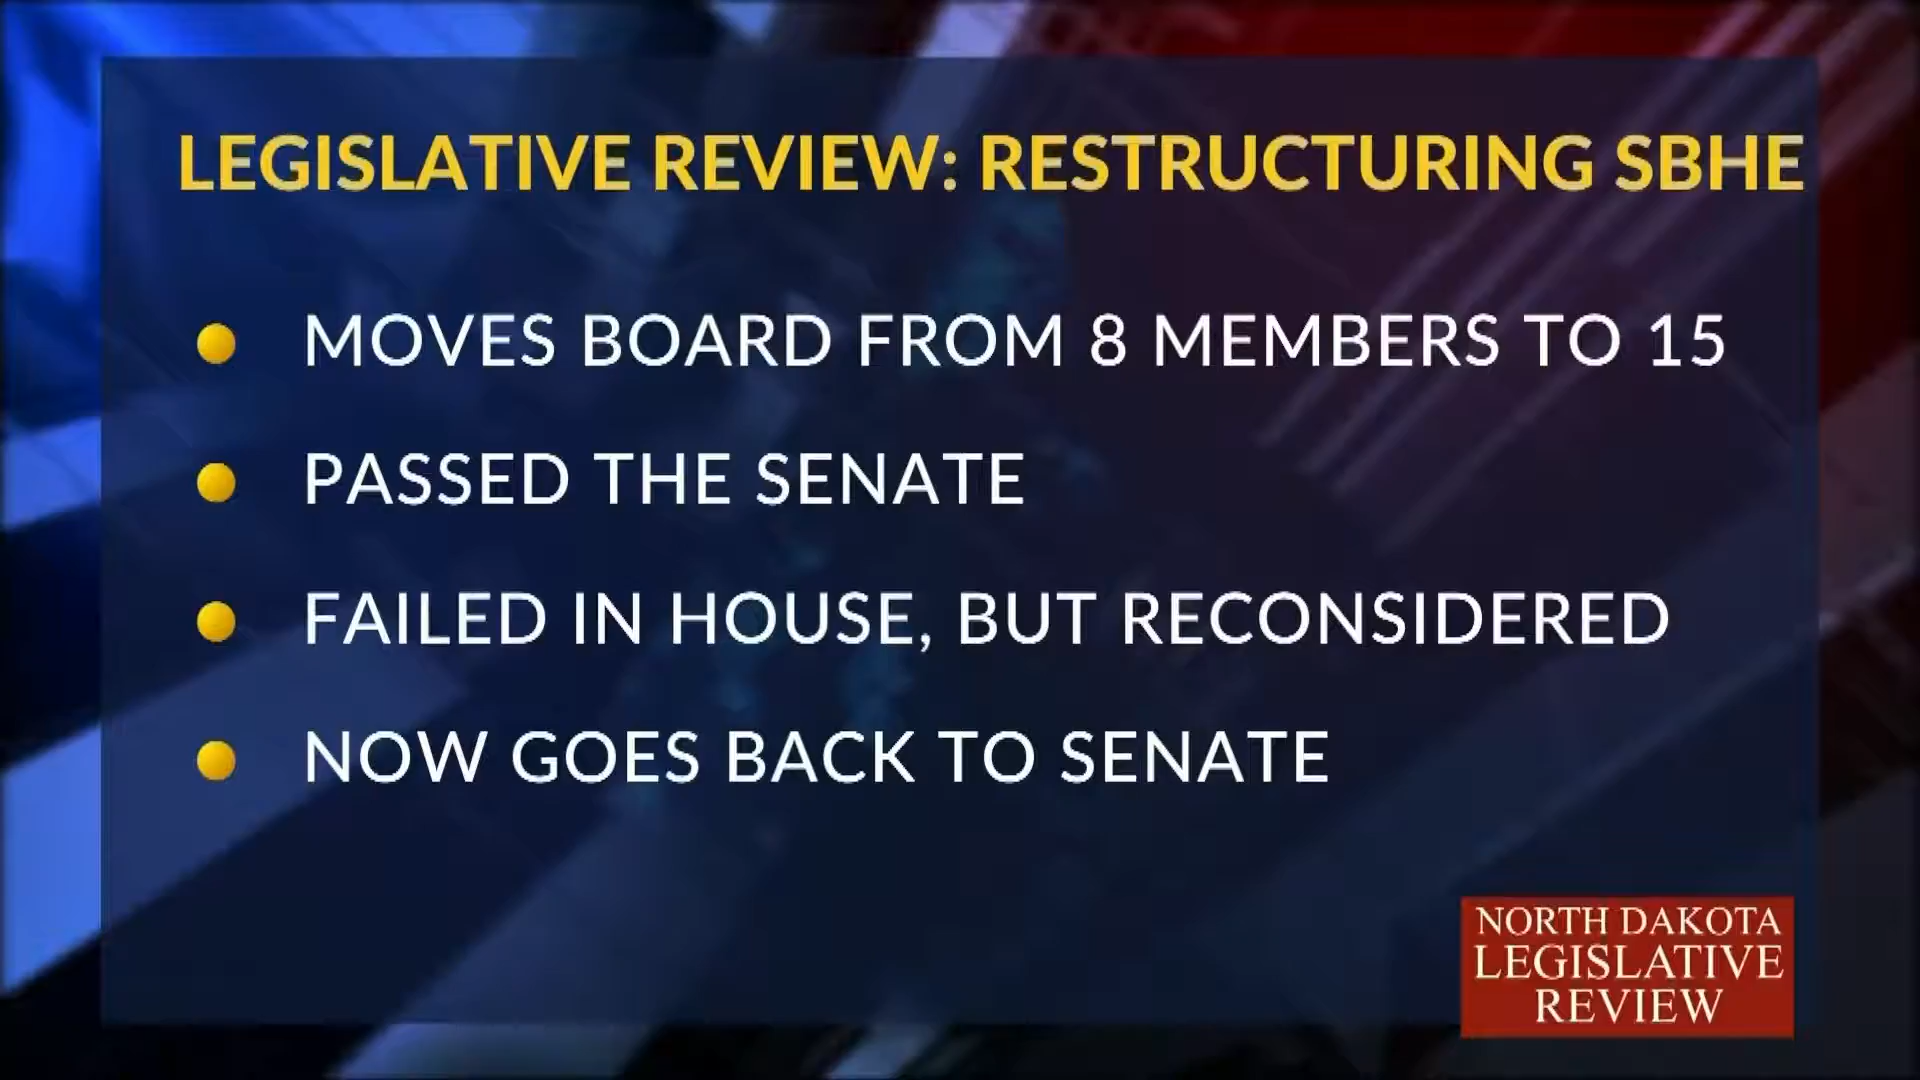 LEGISLATIVE REVIEW: RESTRUCTURING SBHE
MOVES BOARD FROM 8 MEMBERS TO 15
PASSED THE SENATE
FAILED IN HOUSE, BUT RECONSIDERED
NOW GOES BACK TO SENATE
NORTH DAKOTA
LEGISLATIVE
REVIEW